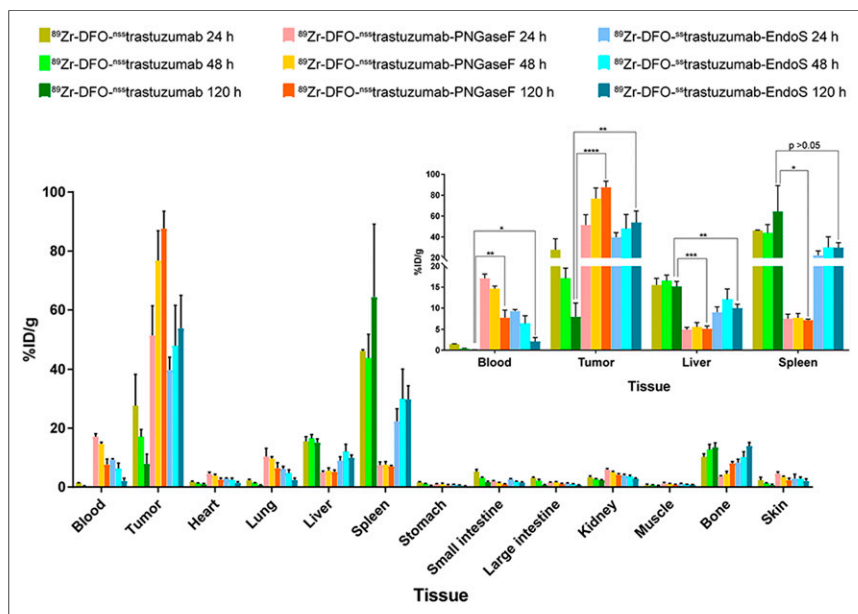 ⁸⁹Zr-DFO-ⁿˢˢtrastuzumab 24 h
⁸⁹Zr-DFO-ⁿˢˢtrastuzumab-PNGaseF 24 h
⁸⁹Zr-DFO-ˢˢtrastuzumab-EndoS 24 h
⁸⁹Zr-DFO-ⁿˢˢtrastuzumab 48 h
⁸⁹Zr-DFO-ⁿˢˢtrastuzumab-PNGaseF 48 h
⁸⁹Zr-DFO-ˢˢtrastuzumab-EndoS 48 h
⁸⁹Zr-DFO-ⁿˢˢtrastuzumab 120 h
⁸⁹Zr-DFO-ⁿˢˢtrastuzumab-PNGaseF 120 h
⁸⁹Zr-DFO-ˢˢtrastuzumab-EndoS 120 h
%ID/g
100
80
60
40
20
0
Blood
Tumor
Heart
Lung
Liver
Spleen
Stomach
Small intestine
Large intestine
Kidney
Muscle
Bone
Skin
Tissue
%ID/g
100
80
60
40
20
20
15
10
5
0
*
**
**
****
**
***
p >0.05
*
Blood
Tumor
Liver
Spleen
Tissue